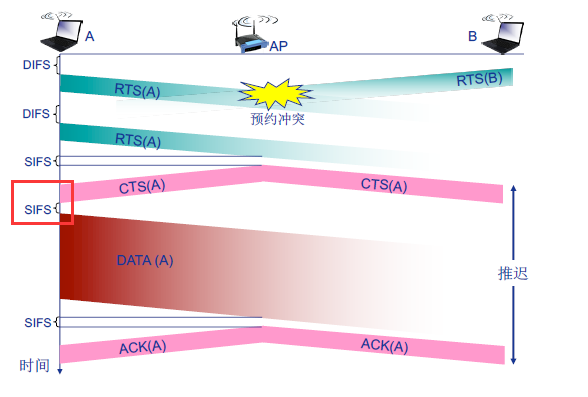 A
AP
B
DIFS
RTS(A)
RTS(B)
DIFS
预约冲突
RTS(A)
SIFS
CTS(A)
CTS(A)
SIFS
DATA (A)
推迟
SIFS
ACK(A)
ACK(A)
时间